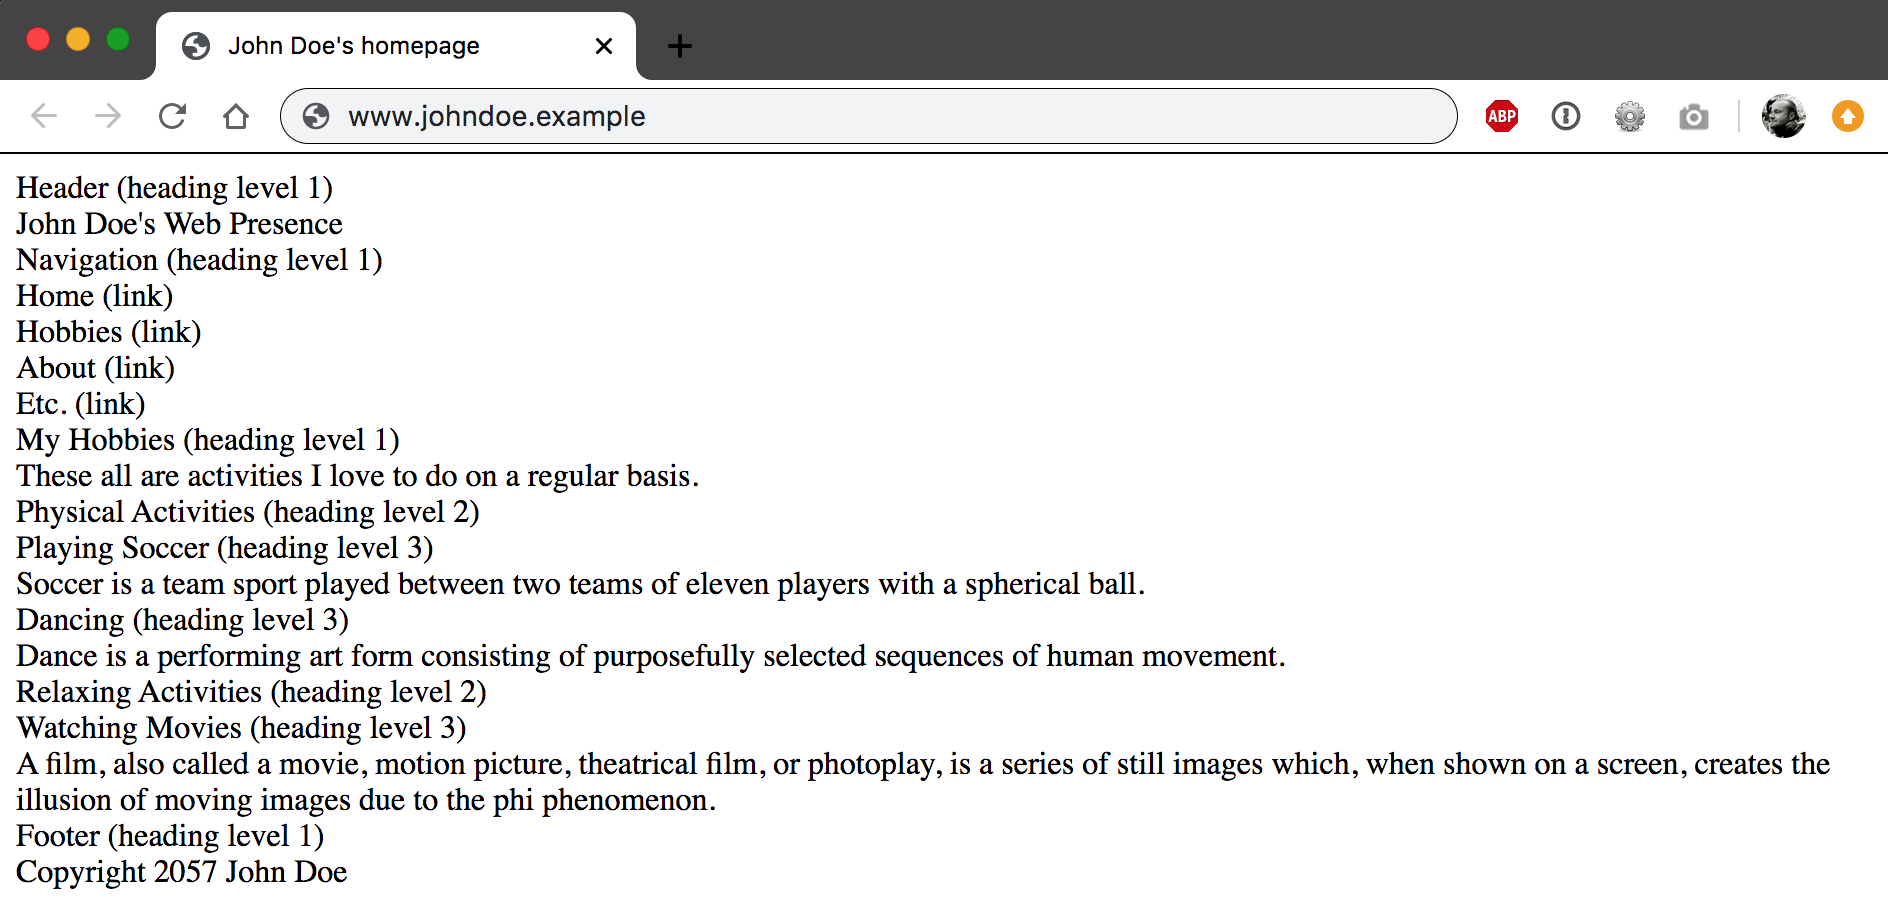 John Doe's homepage
www.johndoe.example
ABP
Header (heading level 1)
John Doe's Web Presence
Navigation (heading level 1)
Home (link)
Hobbies (link)
About (link)
Etc. (link)
My Hobbies (heading level 1)
These all are activities I love to do on a regular basis.
Physical Activities (heading level 2)
Playing Soccer (heading level 3)
Soccer is a team sport played between two teams of eleven players with a spherical ball.
Dancing (heading level 3)
Dance is a performing art form consisting of purposefully selected sequences of human movement.
Relaxing Activities (heading level 2)
Watching Movies (heading level 3)
A film, also called a movie, motion picture, theatrical film, or photoplay, is a series of still images which, when shown on a screen, creates the
illusion of moving images due to the phi phenomenon.
Footer (heading level 1)
Copyright 2057 John Doe